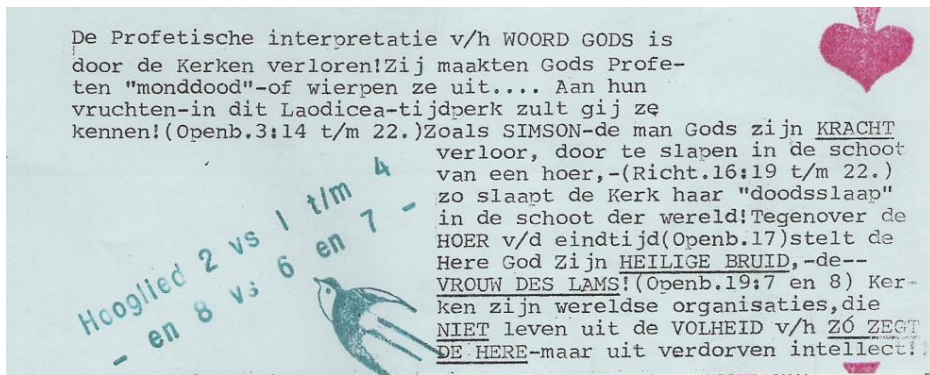 De Profetische interpretatie v/h WOORD GODS is
door de Kerken verloren!Zij maakten Gods Profe-
ten "monddood"-of wierpen ze uit.... Aan hun
vruchten-in dit Laodicea-tijdperk zult gij ze
kennen!(Openb.3:14 t/m 22.)Zoals SIMSON-de man Gods zijn KRACHT
verloor, door te slapen in de schoot
van een hoer,-(Richt.16:19 t/m 22.)
zo slaapt de Kerk haar "doodsslaap"
in de schoot der wereld!Tegenover de
HOER v/d eindtijd(Openb.17)stelt de
Here God Zijn HEILIGE BRUID,-de--
VROUW DES LAMS!(Openb.19:7 en 8) Ker-
ken zijn wereldse organisaties,die
NIET leven uit de VOLHEID v/h ZÓ ZEGT
DE HERE-maar uit verdorven intellect!
Hooglied 2 vs 1 t/m 4
- en 8 vs 6 en 7 -